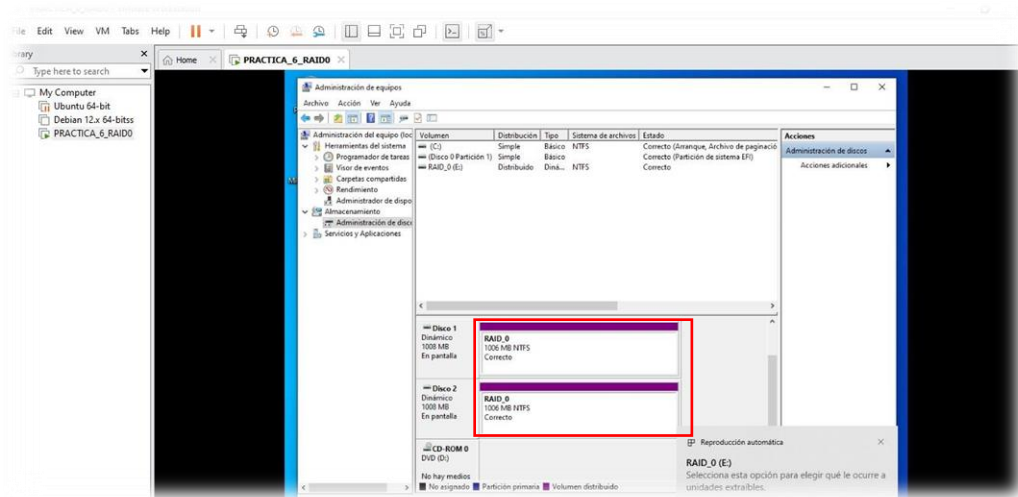 File Edit View VM Tabs Help
Library
Home
PRACTICA_6_RAID0
Type here to search
My Computer
Ubuntu 64-bit
Debian 12.x 64-bitss
PRACTICA_6_RAID0
Administración de equipos
Archivo Acción Ver Ayuda
Administración del equipo (loc
Herramientas del sistema
Programador de tareas
Visor de eventos
Carpetas compartidas
Rendimiento
Administrador de dispo
Almacenamiento
Administración de disco
Servicios y Aplicaciones
Volumen Distribución Tipo Sistema de archivos Estado
(C:) Simple Básico NTFS Correcto (Arranque, Archivo de paginació
(Disco 0 Partición 1) Simple Básico Correcto (Partición de sistema EFI)
RAID_0 (E:) Distribuido Diná... NTFS Correcto
Acciones
Administración de discos
Acciones adicionales
Disco 1
Dinámico
1008 MB
En pantalla
RAID_0
1006 MB NTFS
Correcto
Disco 2
Dinámico
1008 MB
En pantalla
RAID_0
1006 MB NTFS
Correcto
CD-ROM 0
DVD (D:)
No hay medios
No asignado Partición primaria Volumen distribuido
Reproducción automática
RAID_0 (E:)
Selecciona esta opción para elegir qué le ocurre a
unidades extraíbles.